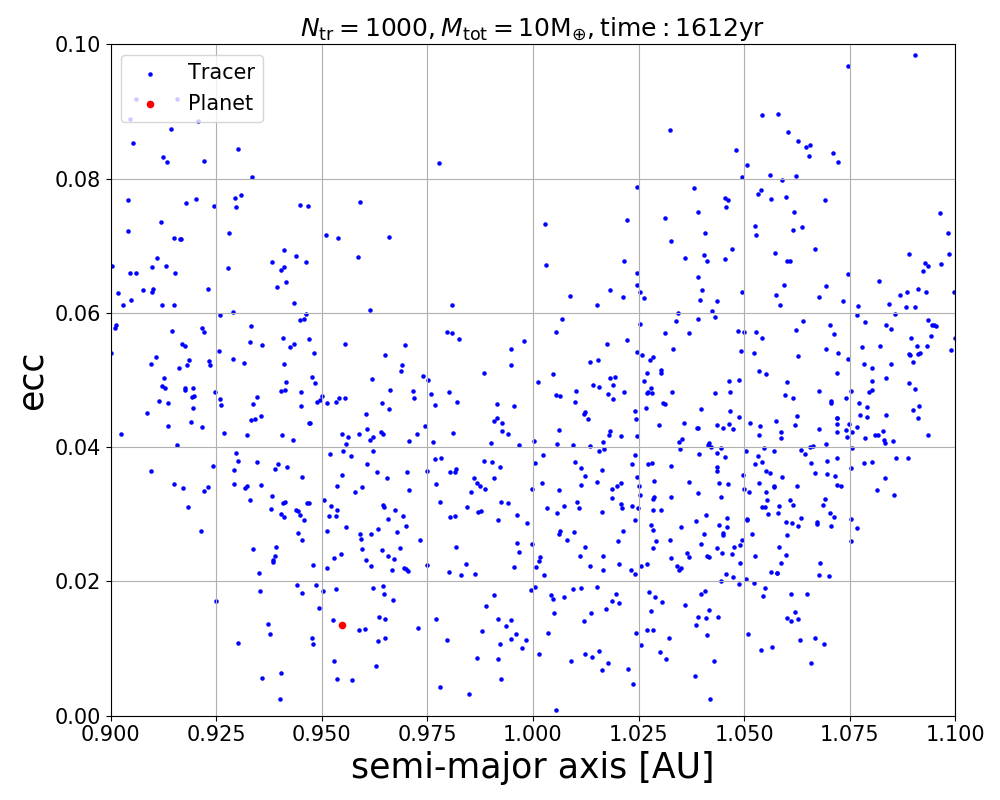 N_tr = 1000, M_tot = 10M_⊕, time : 1612yr
Tracer
Planet
ecc
0.10
0.08
0.06
0.04
0.02
0.00
0.900 0.925 0.950 0.975 1.000 1.025 1.050 1.075 1.100
semi-major axis [AU]